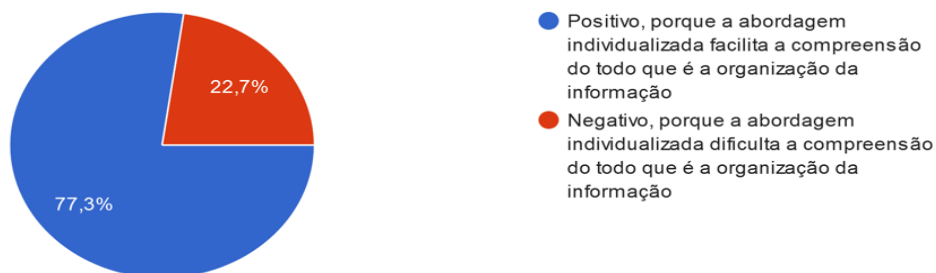 22,7%
77,3%
Positivo, porque a abordagem
individualizada facilita a compreensão
do todo que é a organização da
informação
Negativo, porque a abordagem
individualizada dificulta a compreensão
do todo que é a organização da
informação